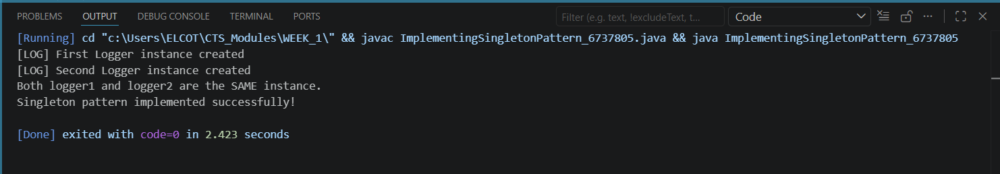 PROBLEMS OUTPUT DEBUG CONSOLE TERMINAL PORTS Filter (e.g. text, !excludeText, t... Code
[Running] cd "c:\Users\ELCOT\CTS_Modules\WEEK_1\" && javac ImplementingSingletonPattern_6737805.java && java ImplementingSingletonPattern_6737805
[LOG] First Logger instance created
[LOG] Second Logger instance created
Both logger1 and logger2 are the SAME instance.
Singleton pattern implemented successfully!
[Done] exited with code=0 in 2.423 seconds